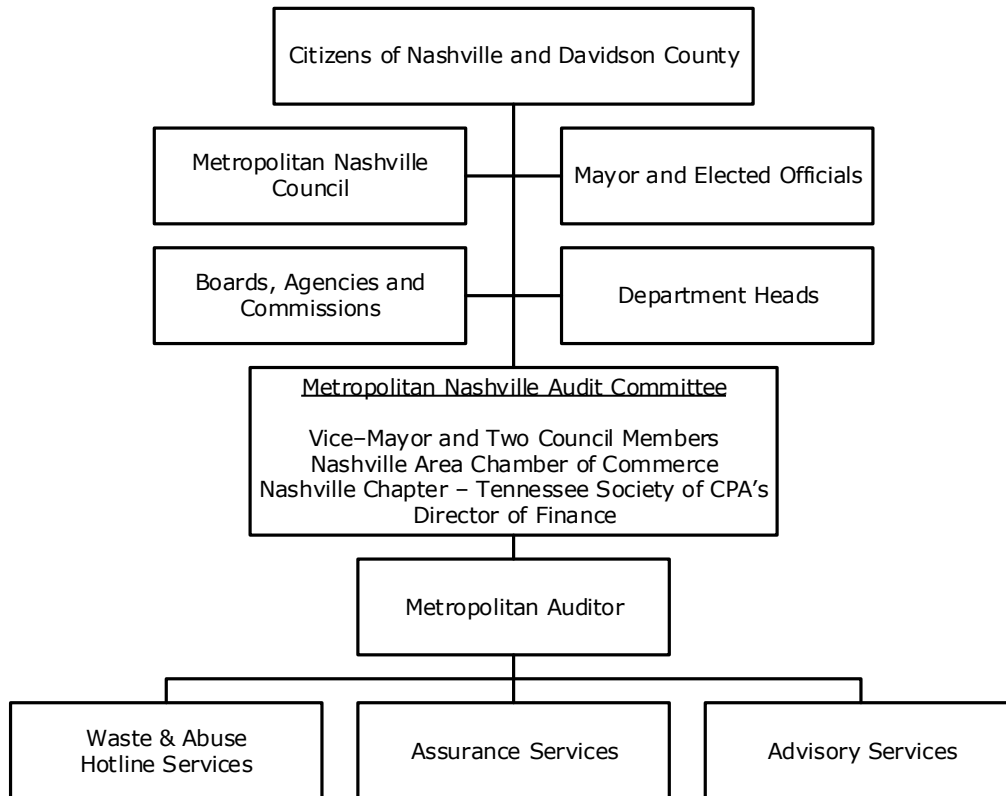 Citizens of Nashville and Davidson County
Metropolitan Nashville
Council
Mayor and Elected Officials
Boards, Agencies and
Commissions
Department Heads
Metropolitan Nashville Audit Committee
Vice–Mayor and Two Council Members
Nashville Area Chamber of Commerce
Nashville Chapter – Tennessee Society of CPA’s
Director of Finance
Metropolitan Auditor
Waste & Abuse
Hotline Services
Assurance Services
Advisory Services